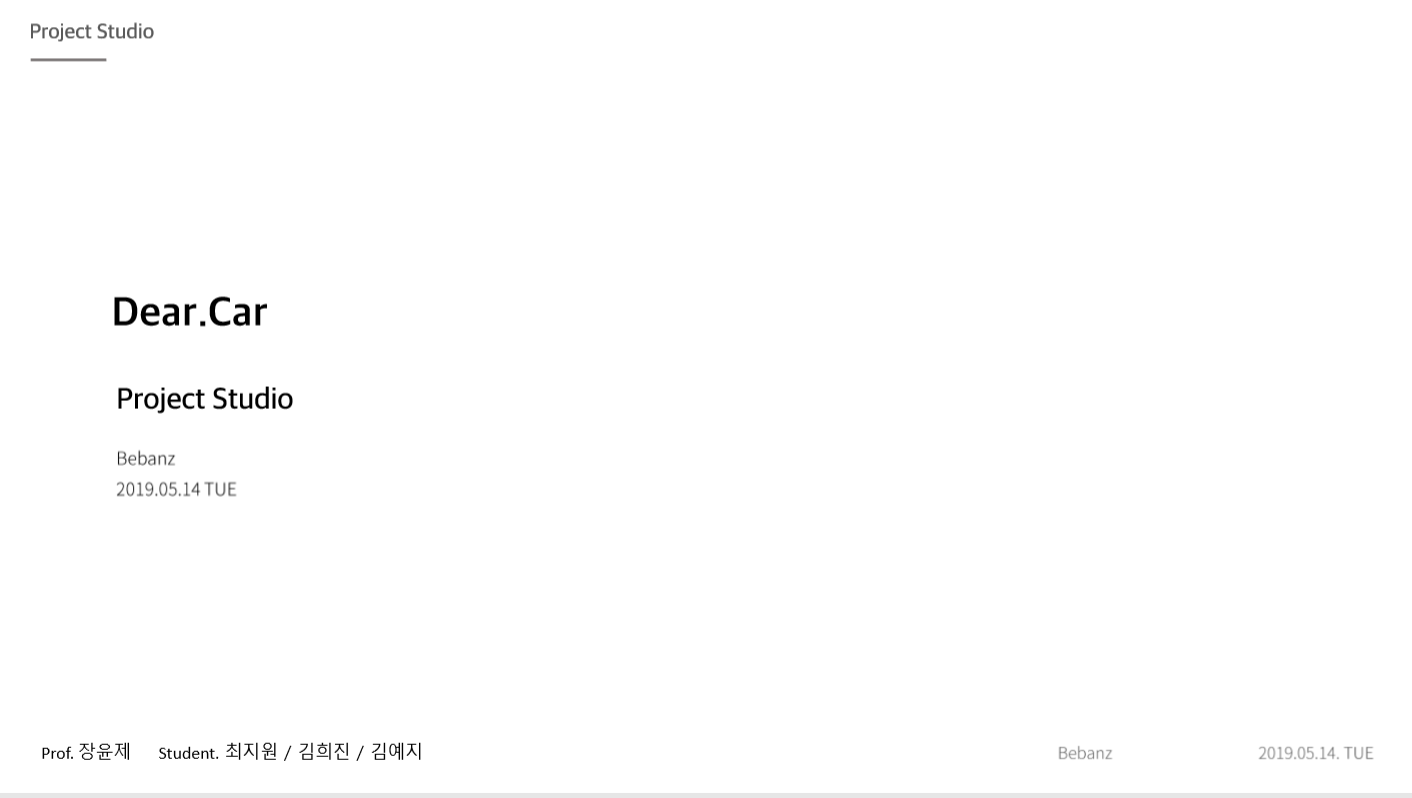 Project Studio
Dear.Car
Project Studio
Bebanz
2019.05.14 TUE
Prof. 장윤제 Student. 최지원 / 김희진 / 김예지
Bebanz
2019.05.14. TUE